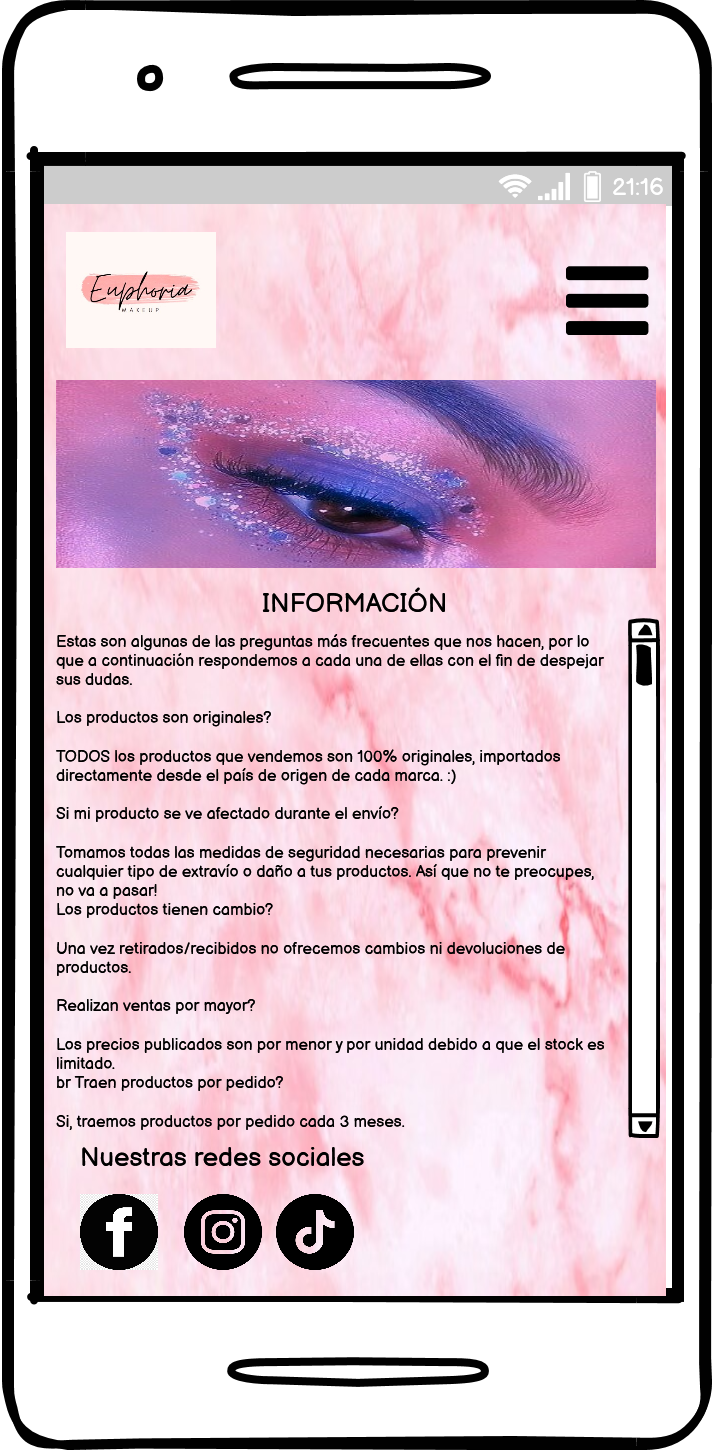 21:16
Euphoria
MAKEUP
INFORMACIÓN
Estas son algunas de las preguntas más frecuentes que nos hacen, por lo
que a continuación respondemos a cada una de ellas con el fin de despejar
sus dudas.
Los productos son originales?
TODOS los productos que vendemos son 100% originales, importados
directamente desde el país de origen de cada marca. :)
Si mi producto se ve afectado durante el envío?
Tomamos todas las medidas de seguridad necesarias para prevenir
cualquier tipo de extravío o daño a tus productos. Así que no te preocupes,
no va a pasar!
Los productos tienen cambio?
Una vez retirados/recibidos no ofrecemos cambios ni devoluciones de
productos.
Realizan ventas por mayor?
Los precios publicados son por menor y por unidad debido a que el stock es
limitado.
br Traen productos por pedido?
Si, traemos productos por pedido cada 3 meses.
Nuestras redes sociales